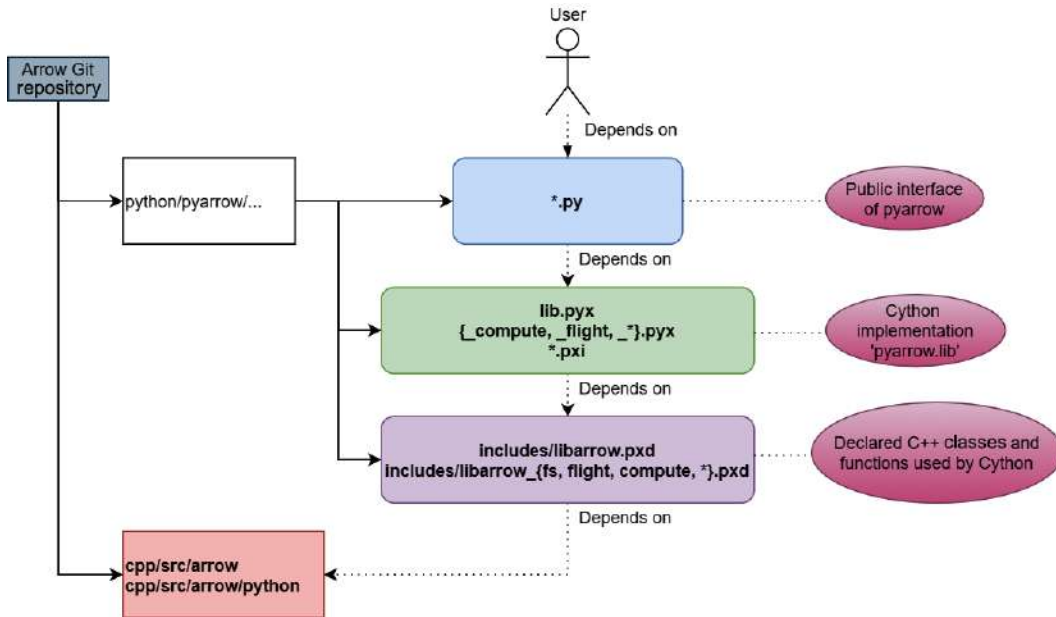 User
Arrow Git
repository
Depends on
python/pyarrow/...
*.py
Public interface
of pyarrow
Depends on
lib.pyx
{_compute, _flight, _*}.pyx
*.pxi
Cython
implementation
'pyarrow.lib'
Depends on
includes/libarrow.pxd
includes/libarrow_{fs, flight, compute, *}.pxd
Declared C++ classes and
functions used by Cython
Depends on
cpp/src/arrow
cpp/src/arrow/python